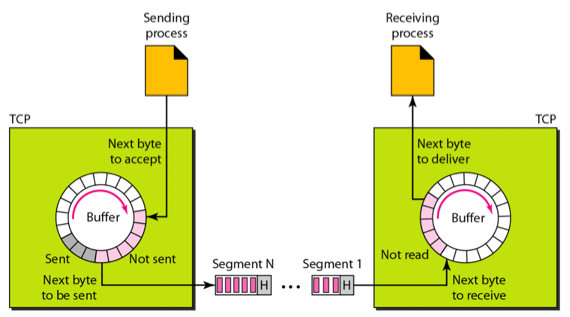 Sending
process
Receiving
process
TCP
TCP
Next byte
to accept
Next byte
to deliver
Buffer
Buffer
Sent
Not sent
Next byte
to be sent
Segment N
Segment 1
H
...
H
Not read
Next byte
to receive